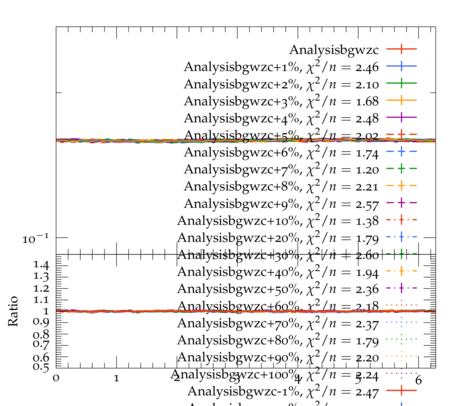 Analysisbgwzc
Analysisbgwzc+1%, χ²/n = 2.46
Analysisbgwzc+2%, χ²/n = 2.10
Analysisbgwzc+3%, χ²/n = 1.68
Analysisbgwzc+4%, χ²/n = 2.48
Analysisbgwzc+5%, χ²/n = 2.02
Analysisbgwzc+6%, χ²/n = 1.74
Analysisbgwzc+7%, χ²/n = 1.20
Analysisbgwzc+8%, χ²/n = 2.21
Analysisbgwzc+9%, χ²/n = 2.57
Analysisbgwzc+10%, χ²/n = 1.38
10⁻¹
Analysisbgwzc+20%, χ²/n = 1.79
Analysisbgwzc+30%, χ²/n = 2.60
1.4
Analysisbgwzc+40%, χ²/n = 1.94
1.3
Analysisbgwzc+50%, χ²/n = 2.36
1.2
1.1
Analysisbgwzc+60%, χ²/n = 2.18
1
Ratio
0.9
Analysisbgwzc+70%, χ²/n = 2.37
0.8
Analysisbgwzc+80%, χ²/n = 1.79
0.7
0.6
Analysisbgwzc+90%, χ²/n = 2.20
0.5
Analysisbgwzc+100%, χ²/n = 2.24
0 1 2 3 4 5 6
Analysisbgwzc-1%, χ²/n = 2.47